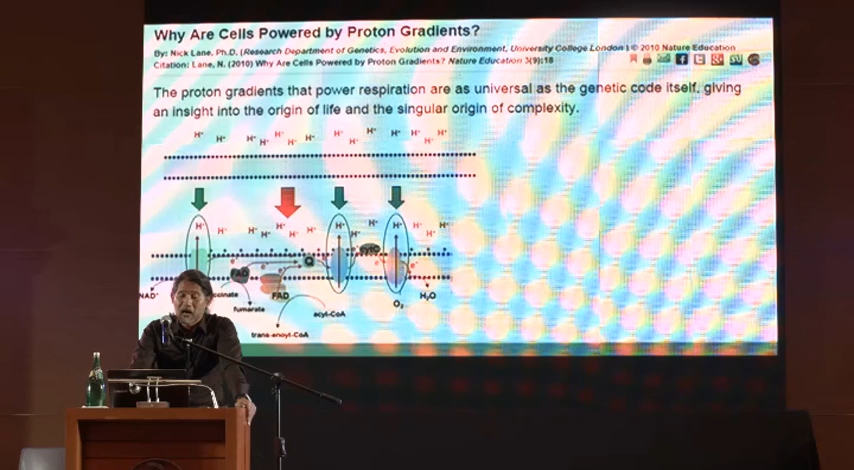 Why Are Cells Powered by Proton Gradients?
By: Nick Lane, Ph.D. (Research Department of Genetics, Evolution and Environment, University College London) © 2010 Nature Education
Citation: Lane, N. (2010) Why Are Cells Powered by Proton Gradients? Nature Education 3(9):18
The proton gradients that power respiration are as universal as the genetic code itself, giving
an insight into the origin of life and the singular origin of complexity.
H⁺ H⁺ H⁺ H⁺ H⁺ H⁺ H⁺ H⁺ H⁺ H⁺ H⁺ H⁺ H⁺ H⁺
H⁺ H⁺ H⁺ H⁺ H⁺ H⁺ H⁺ H⁺ H⁺ H⁺ H⁺ H⁺ H⁺ H⁺
e⁻ e⁻ Q cytC e⁻
FAD
NAD⁺ FAD O₂ H₂O
fumarate acyl-CoA
trans-enoyl-CoA